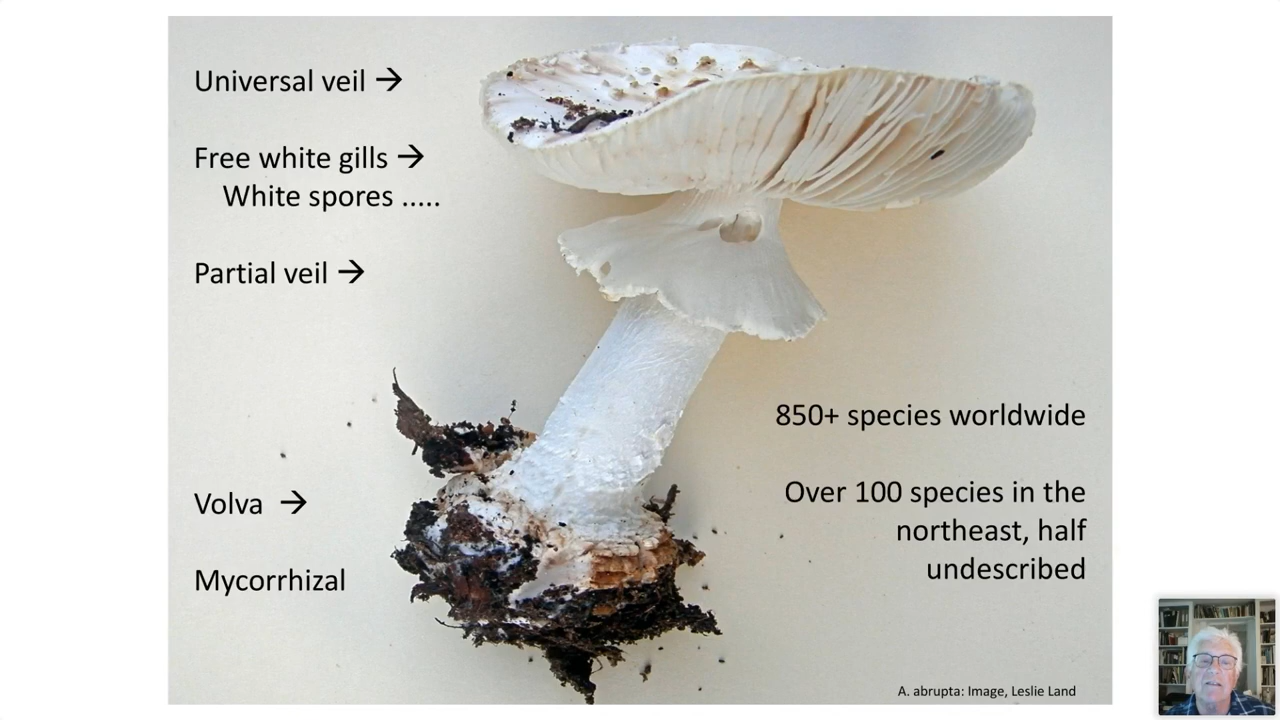 Universal veil →
Free white gills →
White spores .....
Partial veil →
850+ species worldwide
Over 100 species in the
northeast, half
undescribed
Volva →
Mycorrhizal
A. abrupta: Image, Leslie Land